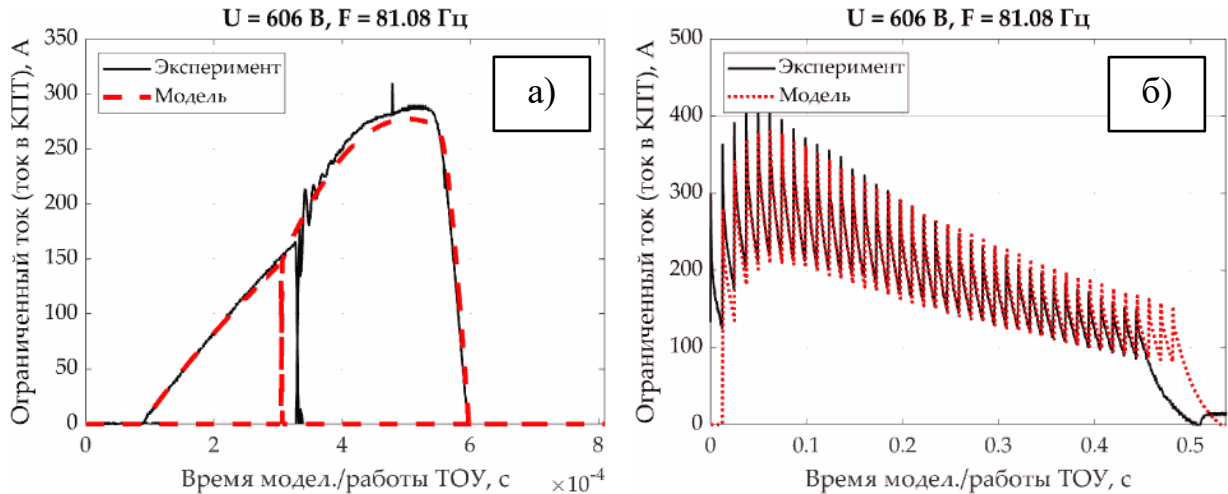 U = 606 В, F = 81.08 Гц
Ограниченный ток (ток в КПТ), А
350
300
250
200
150
100
50
0
Эксперимент
Модель
а)
0
2
4
6
8
×10⁻⁴
Время модел./работы ТОУ, с
U = 606 В, F = 81.08 Гц
Ограниченный ток (ток в КПТ), А
500
400
300
200
100
0
Эксперимент
Модель
б)
0
0.1
0.2
0.3
0.4
0.5
Время модел./работы ТОУ, с